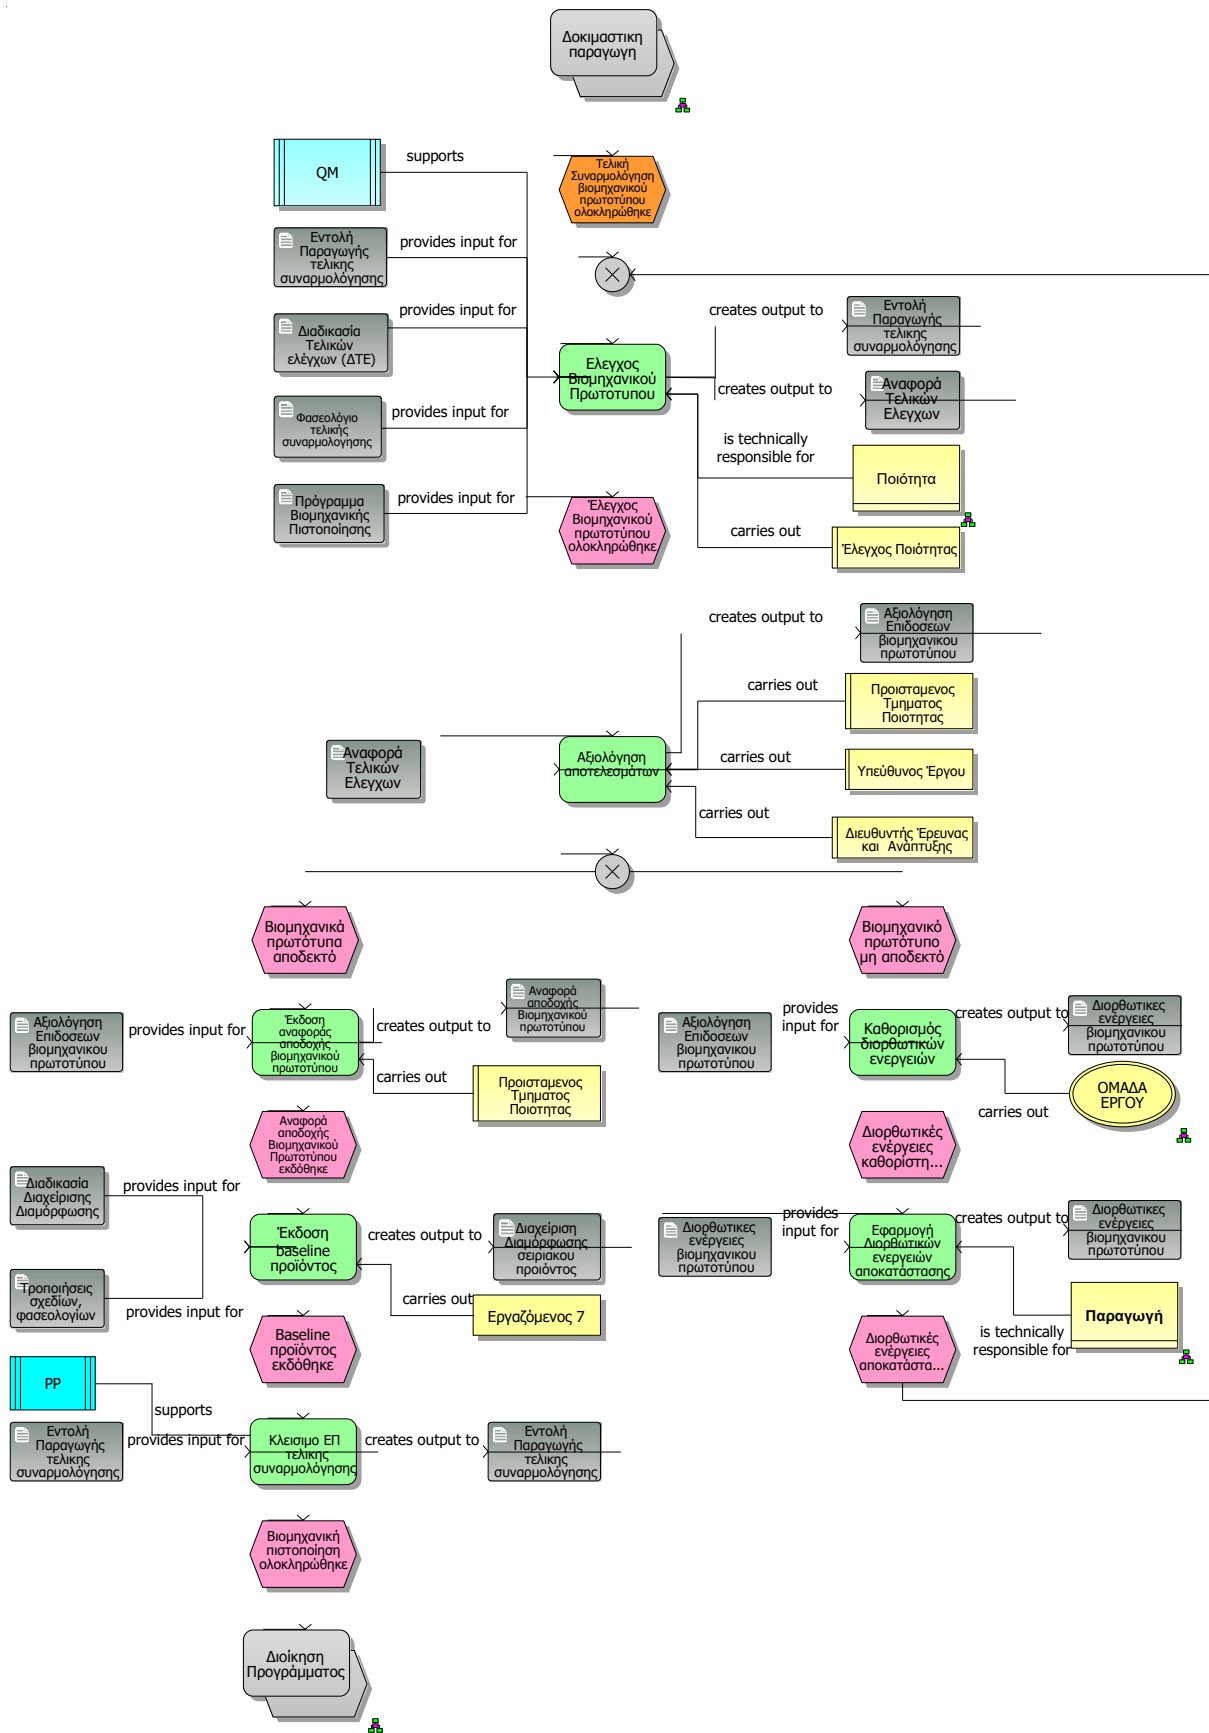 Δοκιμαστικη
παραγωγη
QM
supports
Τελική
Συναρμολόγηση
βιομηχανικού
πρωτοτύπου
ολοκληρώθηκε
Εντολή
Παραγωγής
τελικης
συναρμολόγησης
provides input for
Διαδικασία
Τελικών
ελέγχων (ΔΤΕ)
provides input for
creates output to
Εντολή
Παραγωγής
τελικης
συναρμολόγησης
Ελεγχος
Βιομηχανικού
Πρωτότυπου
creates output to
Αναφορά
Τελικών
Ελεγχων
Φασεολόγιο
τελικής
συναρμολογησης
provides input for
is technically
responsible for
Ποιότητα
Πρόγραμμα
Βιομηχανικής
Πιστοποίησης
provides input for
Έλεγχος
Βιομηχανικού
πρωτοτύπου
ολοκληρώθηκε
carries out
Έλεγχος Ποιότητας
creates output to
Αξιολόγηση
Επιδοσεων
βιομηχανικου
πρωτοτύπου
carries out
Προισταμενος
Τμηματος
Ποιοτητας
Αναφορά
Τελικών
Ελεγχων
Αξιολόγηση
αποτελεσμάτων
carries out
Υπεύθυνος Έργου
carries out
Διευθυντής Έρευνας
και Ανάπτυξης
Βιομηχανικά
πρωτότυπα
αποδεκτό
Βιομηχανικό
πρωτότυπο
μη αποδεκτό
Αξιολόγηση
Επιδοσεων
βιομηχανικου
πρωτοτύπου
provides input for
Έκδοση
αναφοράς
αποδοχής
βιομηχανικού
πρωτοτύπου
creates output to
Αναφορά
αποδοχής
Βιομηχανικού
πρωτοτύπου
carries out
Προισταμενος
Τμηματος
Ποιοτητας
Αξιολόγηση
Επιδοσεων
βιομηχανικου
πρωτοτύπου
provides
input for
Καθορισμός
διορθωτικών
ενεργειών
creates output to
Διορθωτικες
ενέργειες
βιομηχανικου
πρωτοτύπου
carries out
ΟΜΑΔΑ
ΕΡΓΟΥ
Αναφορά
αποδοχής
Βιομηχανικού
Πρωτοτύπου
εκδόθηκε
Διορθωτικές
ενέργειες
καθορίστη...
Διαδικασία
Διαχείρισης
Διαμόρφωσης
provides input for
Έκδοση
baseline
προϊόντος
creates output to
Διαχείριση
Διαμόρφωσης
σειριακου
προιόντος
Τροποιήσεις
σχεδίων,
φασεολογίων
provides input for
carries out
Εργαζόμενος 7
Διορθωτικες
ενέργειες
βιομηχανικου
πρωτοτύπου
provides
input for
Εφαρμογή
Διορθωτικών
ενεργειών
αποκατάστασης
creates output to
Διορθωτικες
ενέργειες
βιομηχανικου
πρωτοτύπου
is technically
responsible for
Παραγωγή
Baseline
προϊόντος
εκδόθηκε
Διορθωτικές
ενέργειες
αποκατάστα...
PP
supports
Εντολή
Παραγωγής
τελικης
συναρμολόγησης
provides input for
Κλεισιμο ΕΠ
τελικής
συναρμολόγησης
creates output to
Εντολή
Παραγωγής
τελικης
συναρμολόγησης
Βιομηχανική
πιστοποίηση
ολοκληρώθηκε
Διοίκηση
Προγράμματος